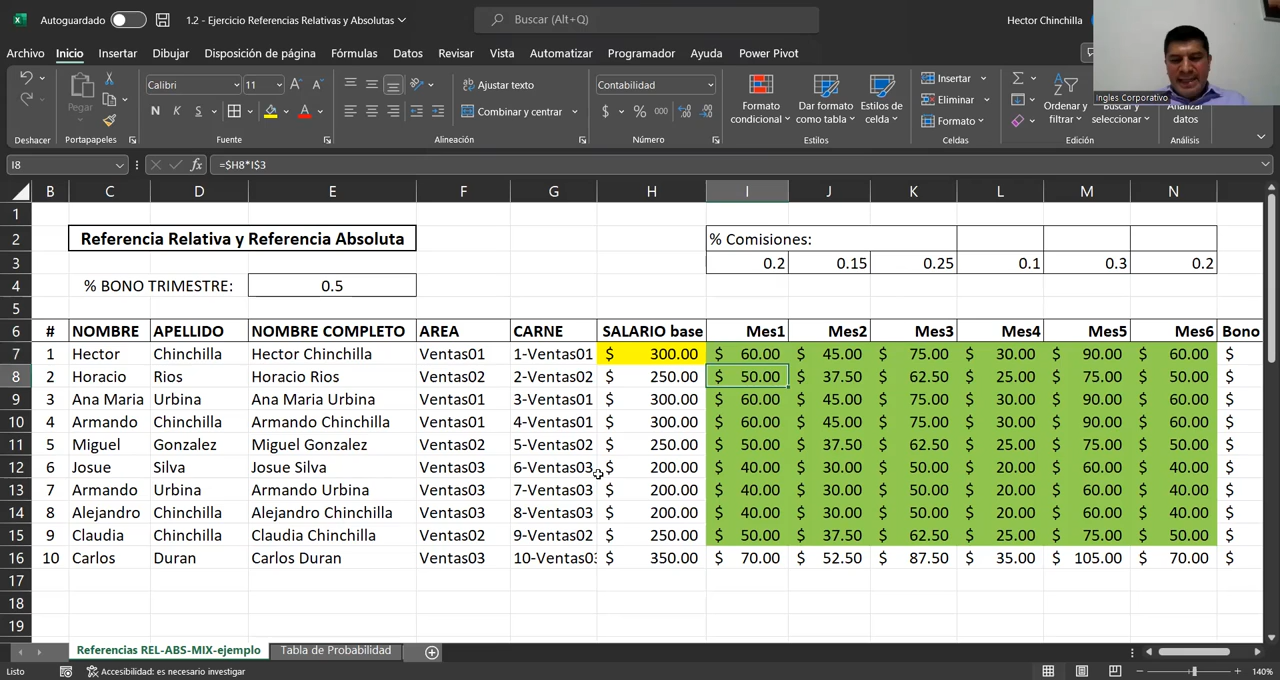 Autoguardado 1.2 - Ejercicio Referencias Relativas y Absolutas Buscar (Alt+Q) Hector Chinchilla
Archivo Inicio Insertar Dibujar Disposición de página Fórmulas Datos Revisar Vista Automatizar Programador Ayuda Power Pivot
Ingles Corporativo
Pegar Calibri 11 N K S Ajustar texto Combinar y centrar Contabilidad $ % 000 Formato condicional Dar formato como tabla Estilos de celda Insertar Eliminar Formato Ordenar y filtrar Buscar y seleccionar Analizar datos
Deshacer Portapapeles Fuente Alineación Número Estilos Celdas Edición Análisis
I8 fx =$H8*I$3
B C D E F G H I J K L M N
1
2 Referencia Relativa y Referencia Absoluta % Comisiones:
3 0.2 0.15 0.25 0.1 0.3 0.2
4 % BONO TRIMESTRE: 0.5
5
6 # NOMBRE APELLIDO NOMBRE COMPLETO AREA CARNE SALARIO base Mes1 Mes2 Mes3 Mes4 Mes5 Mes6 Bono
7 1 Hector Chinchilla Hector Chinchilla Ventas01 1-Ventas01 $ 300.00 $ 60.00 $ 45.00 $ 75.00 $ 30.00 $ 90.00 $ 60.00 $
8 2 Horacio Rios Horacio Rios Ventas02 2-Ventas02 $ 250.00 $ 50.00 $ 37.50 $ 62.50 $ 25.00 $ 75.00 $ 50.00 $
9 3 Ana Maria Urbina Ana Maria Urbina Ventas01 3-Ventas01 $ 300.00 $ 60.00 $ 45.00 $ 75.00 $ 30.00 $ 90.00 $ 60.00 $
10 4 Armando Chinchilla Armando Chinchilla Ventas01 4-Ventas01 $ 300.00 $ 60.00 $ 45.00 $ 75.00 $ 30.00 $ 90.00 $ 60.00 $
11 5 Miguel Gonzalez Miguel Gonzalez Ventas02 5-Ventas02 $ 250.00 $ 50.00 $ 37.50 $ 62.50 $ 25.00 $ 75.00 $ 50.00 $
12 6 Josue Silva Josue Silva Ventas03 6-Ventas03 $ 200.00 $ 40.00 $ 30.00 $ 50.00 $ 20.00 $ 60.00 $ 40.00 $
13 7 Armando Urbina Armando Urbina Ventas03 7-Ventas03 $ 200.00 $ 40.00 $ 30.00 $ 50.00 $ 20.00 $ 60.00 $ 40.00 $
14 8 Alejandro Chinchilla Alejandro Chinchilla Ventas03 8-Ventas03 $ 200.00 $ 40.00 $ 30.00 $ 50.00 $ 20.00 $ 60.00 $ 40.00 $
15 9 Claudia Chinchilla Claudia Chinchilla Ventas02 9-Ventas02 $ 250.00 $ 50.00 $ 37.50 $ 62.50 $ 25.00 $ 75.00 $ 50.00 $
16 10 Carlos Duran Carlos Duran Ventas03 10-Ventas03 $ 350.00 $ 70.00 $ 52.50 $ 87.50 $ 35.00 $ 105.00 $ 70.00 $
17
18
19
Referencias REL-ABS-MIX-ejemplo Tabla de Probabilidad
Listo Accesibilidad: es necesario investigar 140%